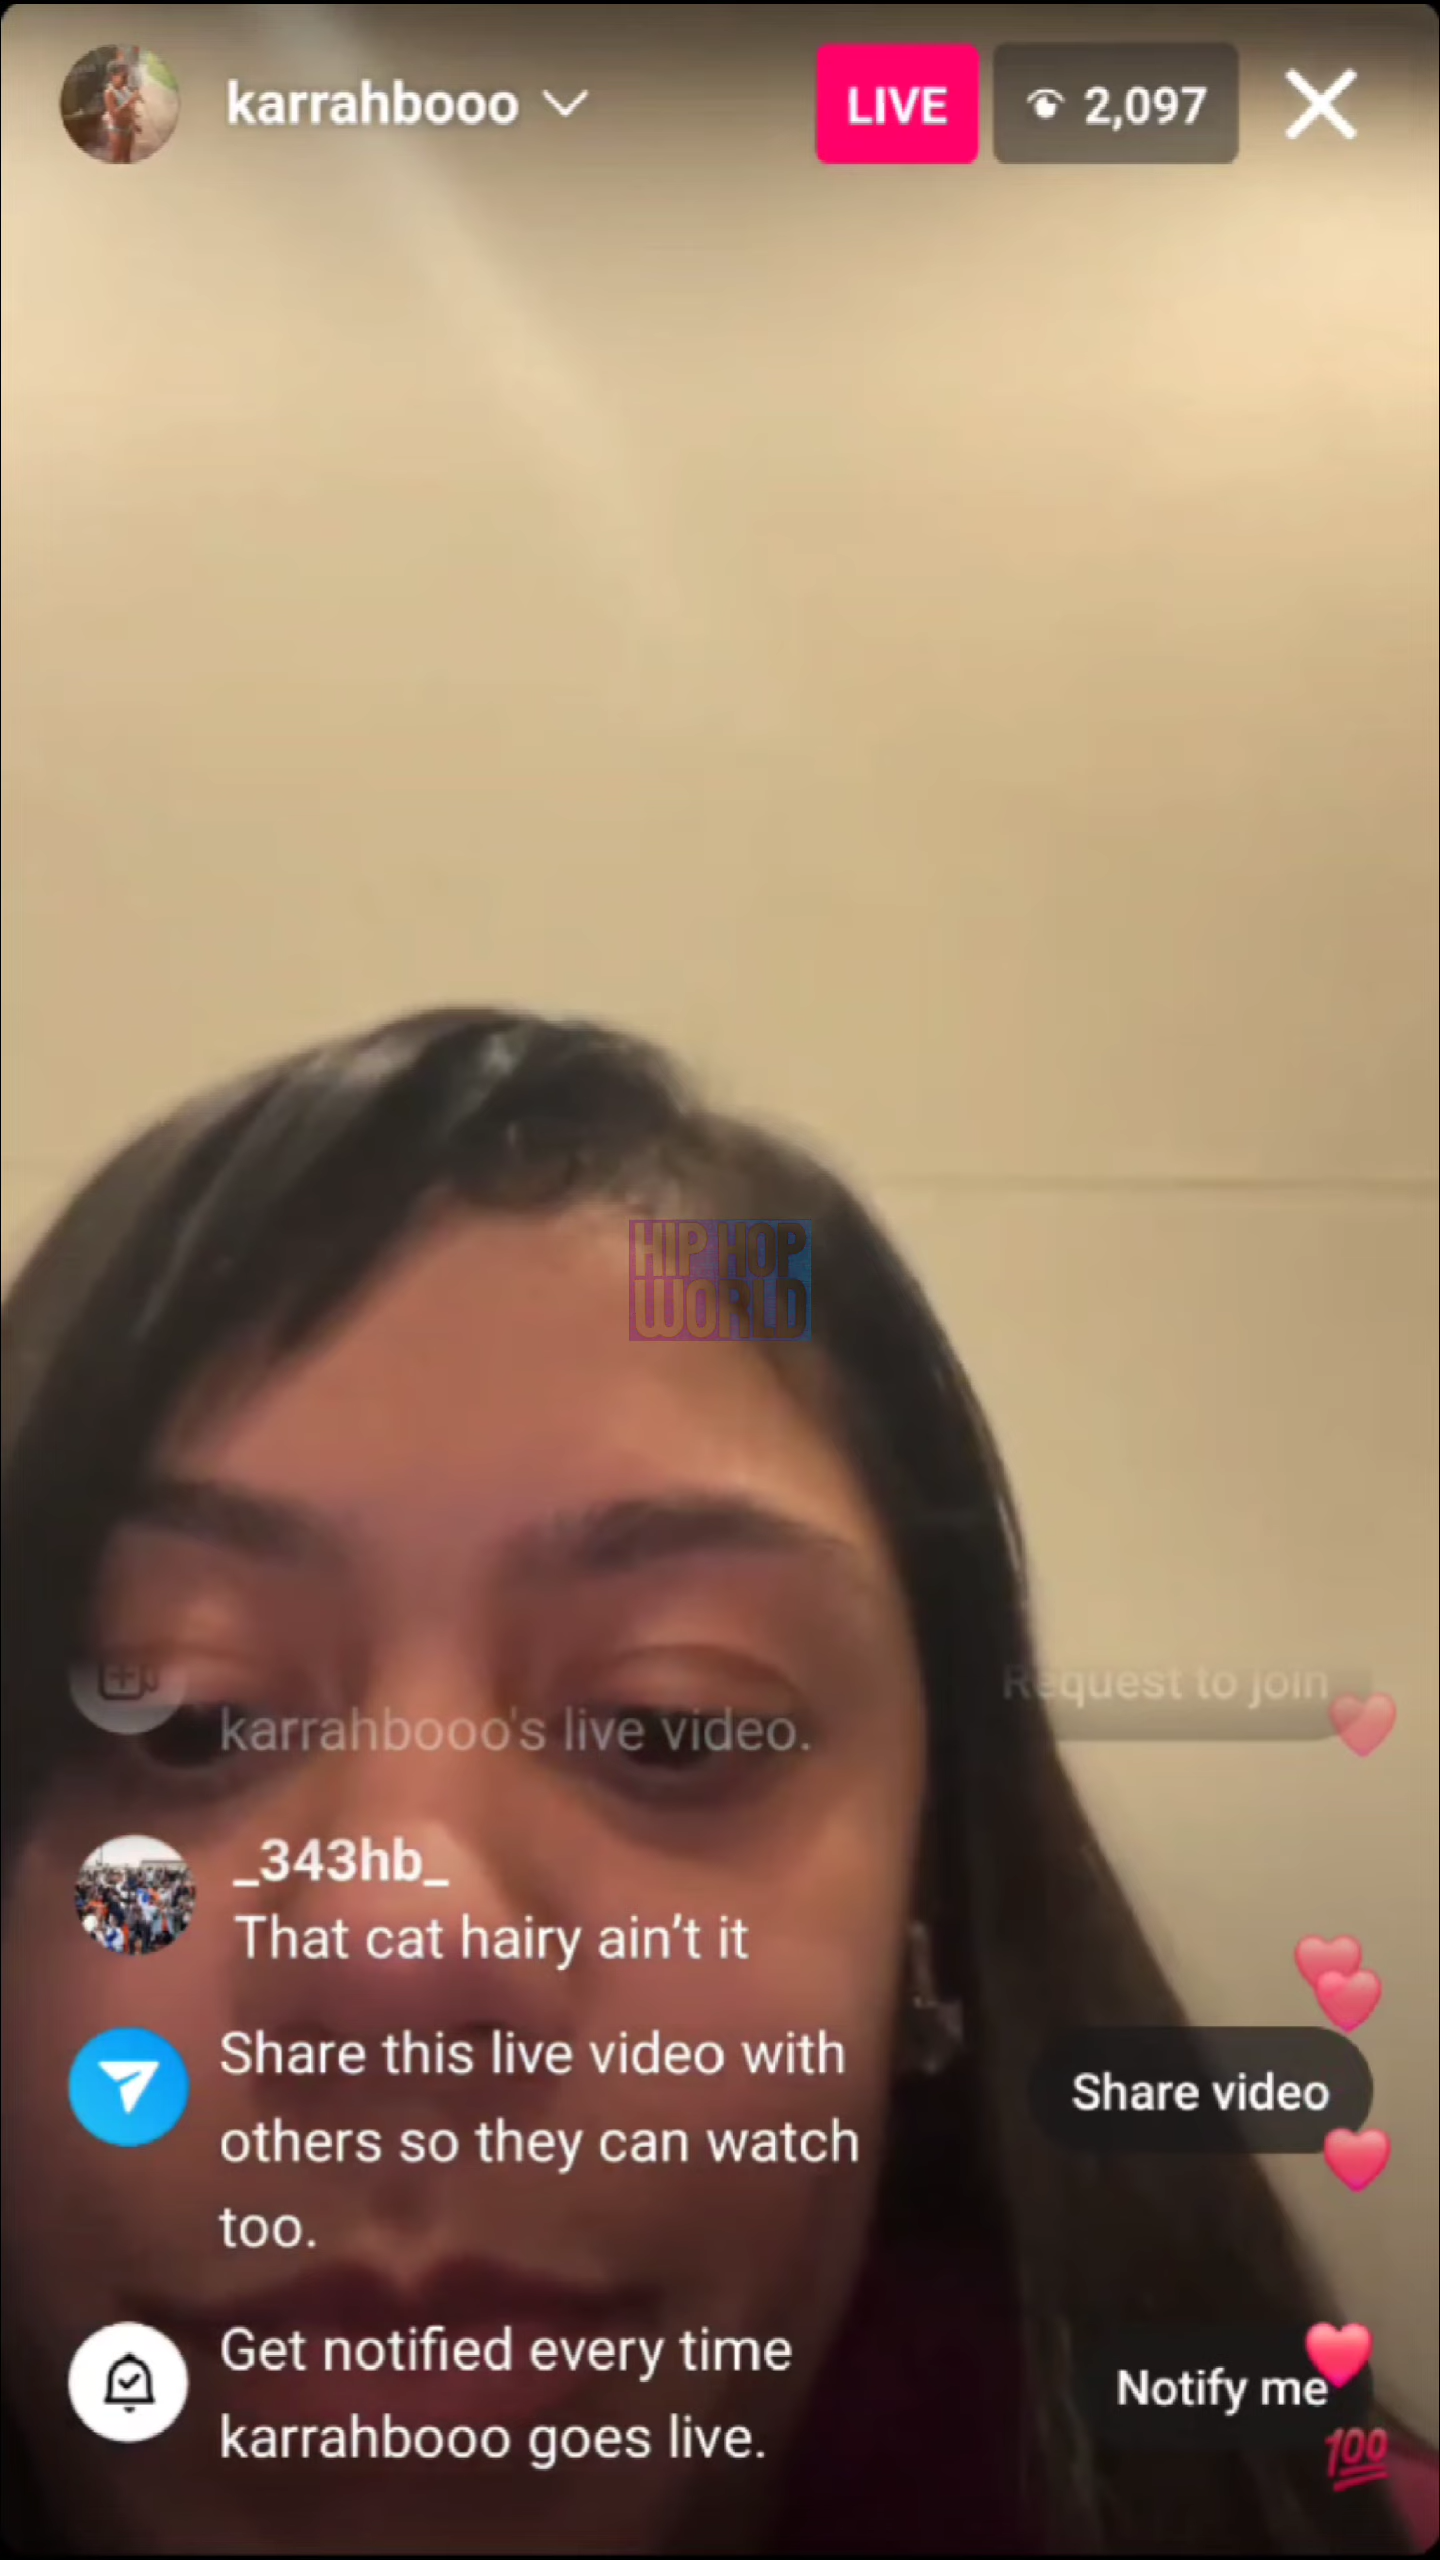 karrahbooo
LIVE
2,097
HIP HOP
WORLD
Request to join
karrahbooo's live video.
_343hb_
That cat hairy ain’t it
Share this live video with
others so they can watch
too.
Share video
Get notified every time
karrahbooo goes live.
Notify me
💯